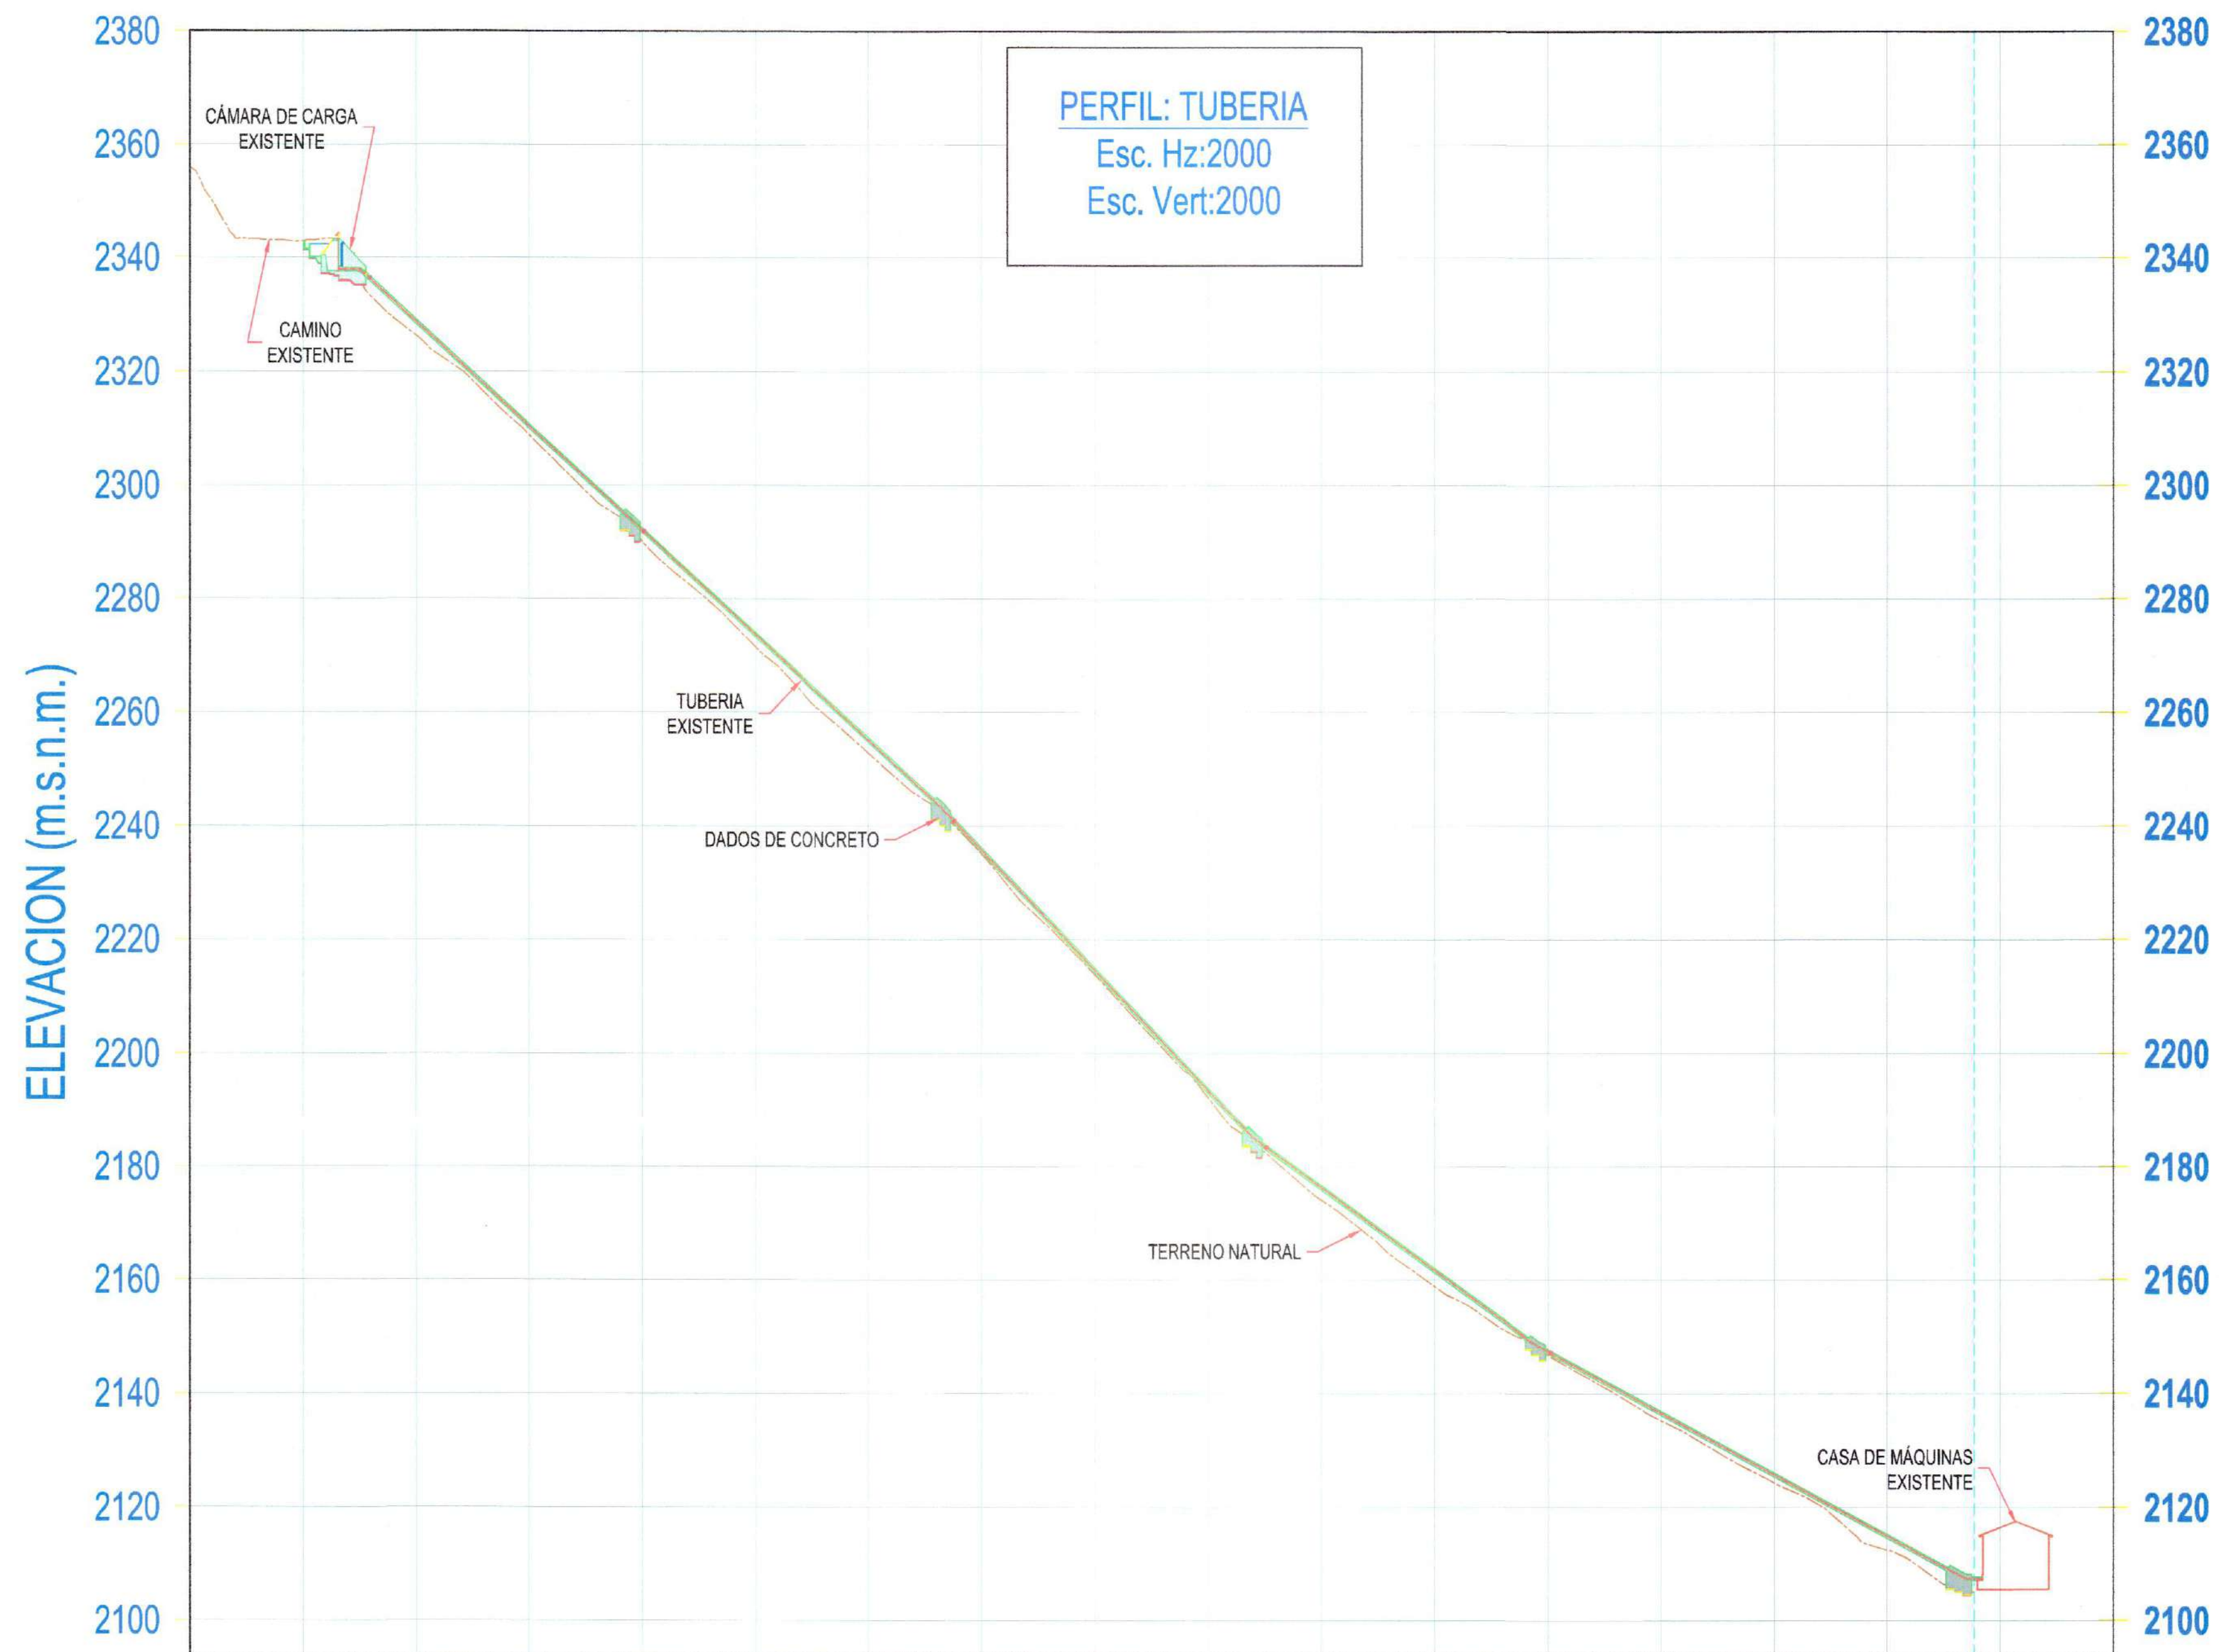 PERFIL: TUBERIA
Esc. Hz:2000
Esc. Vert:2000
CÁMARA DE CARGA
EXISTENTE
CAMINO
EXISTENTE
TUBERIA
EXISTENTE
DADOS DE CONCRETO
TERRENO NATURAL
CASA DE MÁQUINAS
EXISTENTE
ELEVACION (m.s.n.m.)
2380
2360
2340
2320
2300
2280
2260
2240
2220
2200
2180
2160
2140
2120
2100
2380
2360
2340
2320
2300
2280
2260
2240
2220
2200
2180
2160
2140
2120
2100